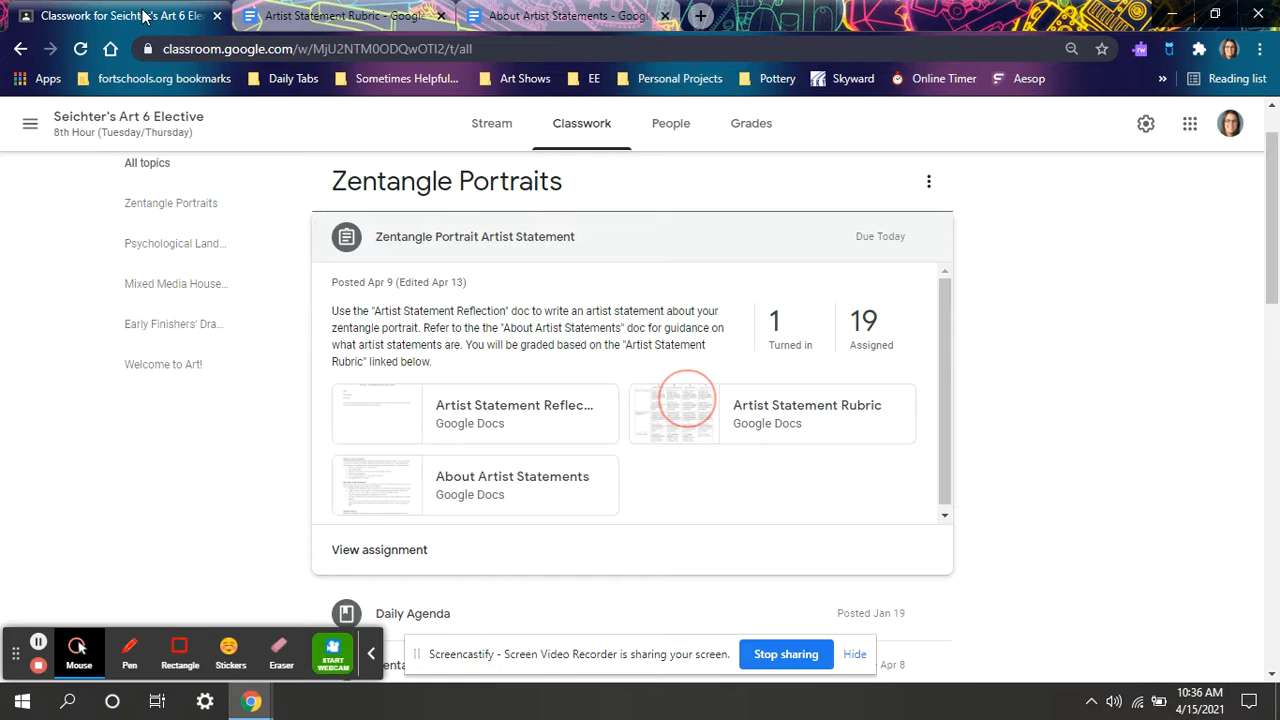 Classwork for Seichter's Art 6 Ele
Artist Statement Rubric - Google
About Artist Statements - Googl
classroom.google.com/w/MjU2NTM0ODQwOTI2/t/all
Apps
fortschools.org bookmarks
Daily Tabs
Sometimes Helpful...
Art Shows
EE
Personal Projects
Pottery
Skyward
Online Timer
Aesop
»
Reading list
Seichter's Art 6 Elective
8th Hour (Tuesday/Thursday)
Stream
Classwork
People
Grades
All topics
Zentangle Portraits
Psychological Land...
Mixed Media House...
Early Finishers' Dra...
Welcome to Art!
Zentangle Portraits
Zentangle Portrait Artist Statement
Due Today
Posted Apr 9 (Edited Apr 13)
Use the "Artist Statement Reflection" doc to write an artist statement about your
zentangle portrait. Refer to the the "About Artist Statements" doc for guidance on
what artist statements are. You will be graded based on the "Artist Statement
Rubric" linked below.
1
Turned in
19
Assigned
Artist Statement Reflec...
Google Docs
Artist Statement Rubric
Google Docs
About Artist Statements
Google Docs
View assignment
Daily Agenda
Posted Jan 19
Apr 8
Mouse
Pen
Rectangle
Stickers
Eraser
START
WEBCAM
Screencastify - Screen Video Recorder is sharing your screen.
Stop sharing
Hide
10:36 AM
4/15/2021